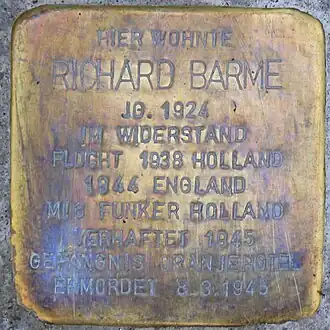 HIER WOHNTE
RICHARD BARME
JG. 1924
IM WIDERSTAND
FLUCHT 1938 HOLLAND
1944 ENGLAND
MI9 FUNKER HOLLAND
VERHAFTET 1945
GEFÄNGNIS ORANJEHOTEL
ERMORDET 8.3.1945